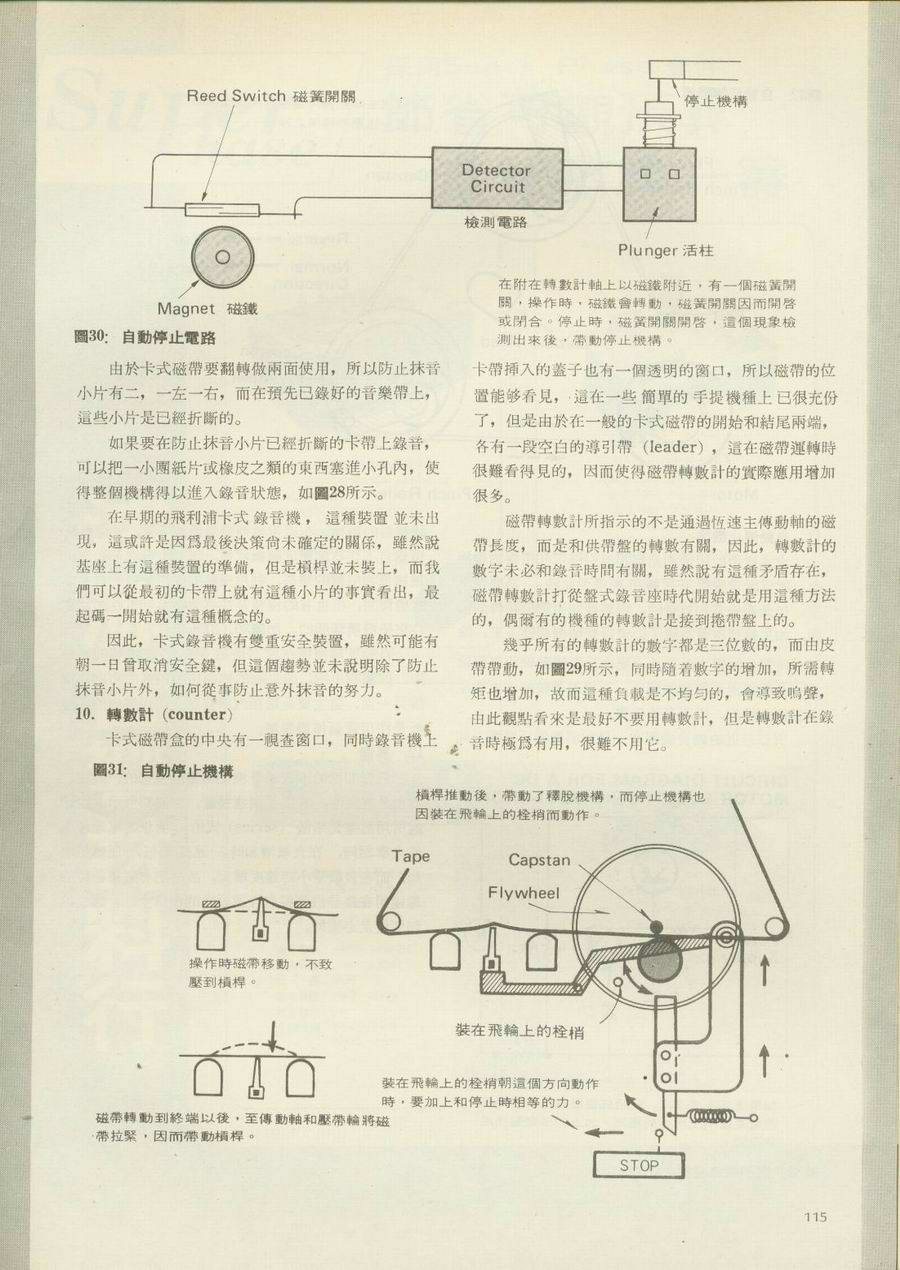 Reed Switch 磁簧開關
停止機構
Detector
Circuit
檢測電路
Plunger 活柱
Magnet 磁鐵
在附在轉數計軸上以磁鐵附近，有一個磁簧開
關，操作時，磁鐵會轉動，磁簧開關因而開啓
或閉合。停止時，磁簧開關開啓，這個現象檢
測出來後，帶動停止機構。
圖30: 自動停止電路
由於卡式磁帶要翻轉做兩面使用，所以防止抹音
小片有二，一左一右，而在預先已錄好的音樂帶上，
這些小片是已經折斷的。
如果要在防止抹音小片已經折斷的卡帶上錄音，
可以把一小團紙片或橡皮之類的東西塞進小孔內，使
得整個機構得以進入錄音狀態，如圖28所示。
在早期的飛利浦卡式錄音機，這種裝置並未出
現，這或許是因爲最後決策尙未確定的關係，雖然說
基座上有這種裝置的準備，但是槓桿並未裝上，而我
們可以從最初的卡帶上就有這種小片的事實看出，最
起碼一開始就有這種概念的。
因此，卡式錄音機有雙重安全裝置，雖然可能有
朝一日曾取消安全鍵，但這個趨勢並未說明除了防止
抹音小片外，如何從事防止意外抹音的努力。
10. 轉數計 (counter)
卡式磁帶盒的中央有一視查窗口，同時錄音機上
卡帶揷入的蓋子也有一個透明的窗口，所以磁帶的位
置能够看見，這在一些簡單的手提機種上已很充份
了，但是由於在一般的卡式磁帶的開始和結尾兩端，
各有一段空白的導引帶 (leader)，這在磁帶運轉時
很難看得見的，因而使得磁帶轉數計的實際應用增加
很多。
磁帶轉數計所指示的不是通過恆速主傳動軸的磁
帶長度，而是和供帶盤的轉數有關，因此，轉數計的
數字未必和錄音時間有關，雖然說有這種矛盾存在，
磁帶轉數計打從盤式錄音座時代開始就是用這種方法
的，偶爾有的機種的轉數計是接到捲帶盤上的。
幾乎所有的轉數計的數字都是三位數的，而由皮
帶帶動，如圖29所示，同時隨着數字的增加，所需轉
矩也增加，故而這種負載是不均勻的，會導致鳴聲，
由此觀點看來是最好不要用轉數計，但是轉數計在錄
音時極爲有用，很難不用它。
圖31: 自動停止機構
槓桿推動後，帶動了釋脫機構，而停止機構也
因裝在飛輪上的栓梢而動作。
Tape
Capstan
Flywheel
操作時磁帶移動，不致
壓到槓桿。
裝在飛輪上的栓梢
裝在飛輪上的栓梢朝這個方向動作
時，要加上和停止時相等的力。
磁帶轉動到終端以後，至傳動軸和壓帶輪將磁
帶拉緊，因而帶動槓桿。
STOP
115